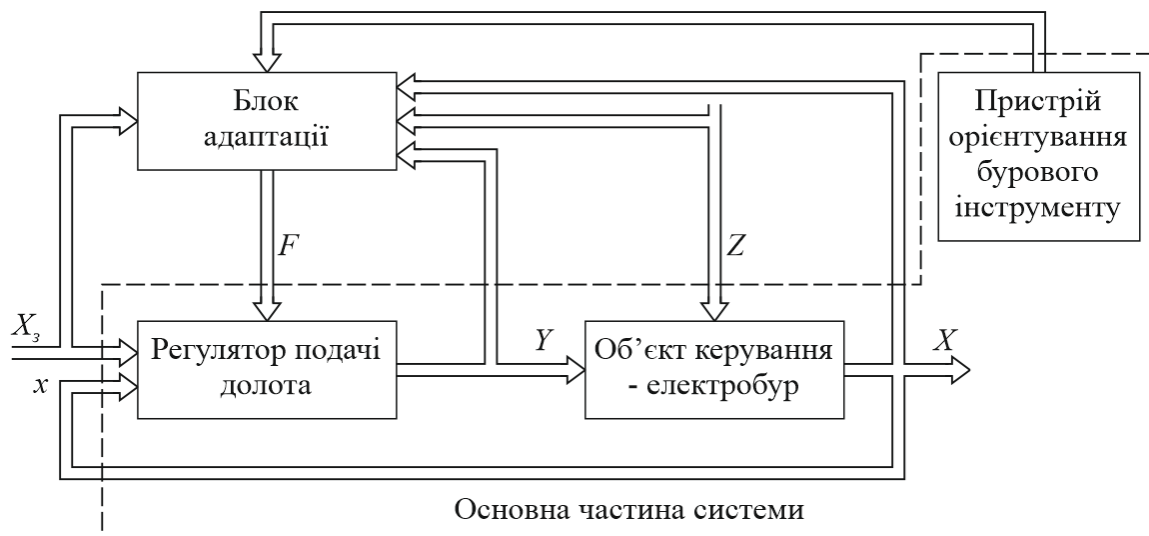 Блок
адаптації
Пристрій
орієнтування
бурового
інструменту
F
Z
Xз
x
Регулятор подачі
долота
Y
Об’єкт керування
- електробур
X
Основна частина системи